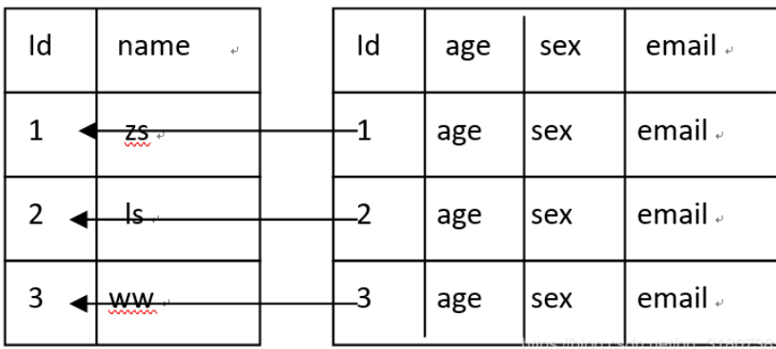 Id name Id age sex email
1 zs 1 age sex email
2 ls 2 age sex email
3 ww 3 age sex email